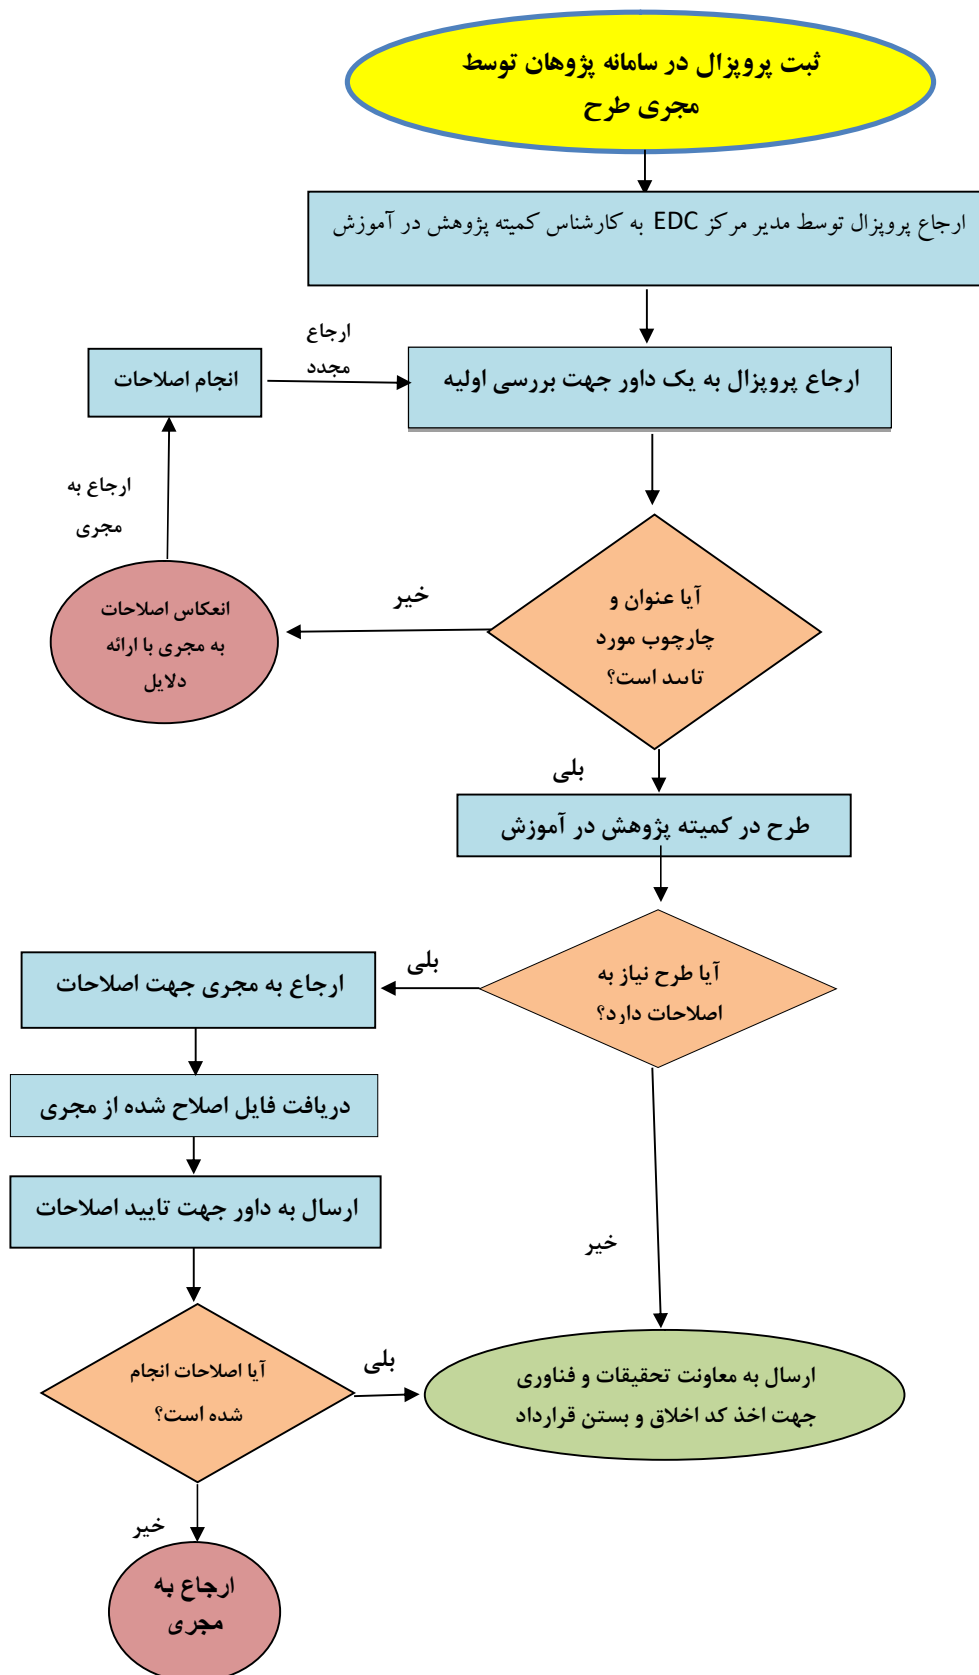 ثبت پروپزال در سامانه پژوهان توسط
مجری طرح
ارجاع پروپزال توسط مدیر مرکز EDC به کارشناس کمیته پژوهش در آموزش
ارجاع پروپزال به یک داور جهت بررسی اولیه
ارجاع
مجدد
انجام اصلاحات
ارجاع به
مجری
انعکاس اصلاحات
به مجری با ارائه
دلایل
خیر
آیا عنوان و
چارچوب مورد
تایید است؟
بلی
طرح در کمیته پژوهش در آموزش
آیا طرح نیاز به
اصلاحات دارد؟
بلی
ارجاع به مجری جهت اصلاحات
دریافت فایل اصلاح شده از مجری
ارسال به داور جهت تایید اصلاحات
خیر
آیا اصلاحات انجام
شده است؟
بلی
ارسال به معاونت تحقیقات و فناوری
جهت اخذ کد اخلاق و بستن قرارداد
خیر
ارجاع به
مجری